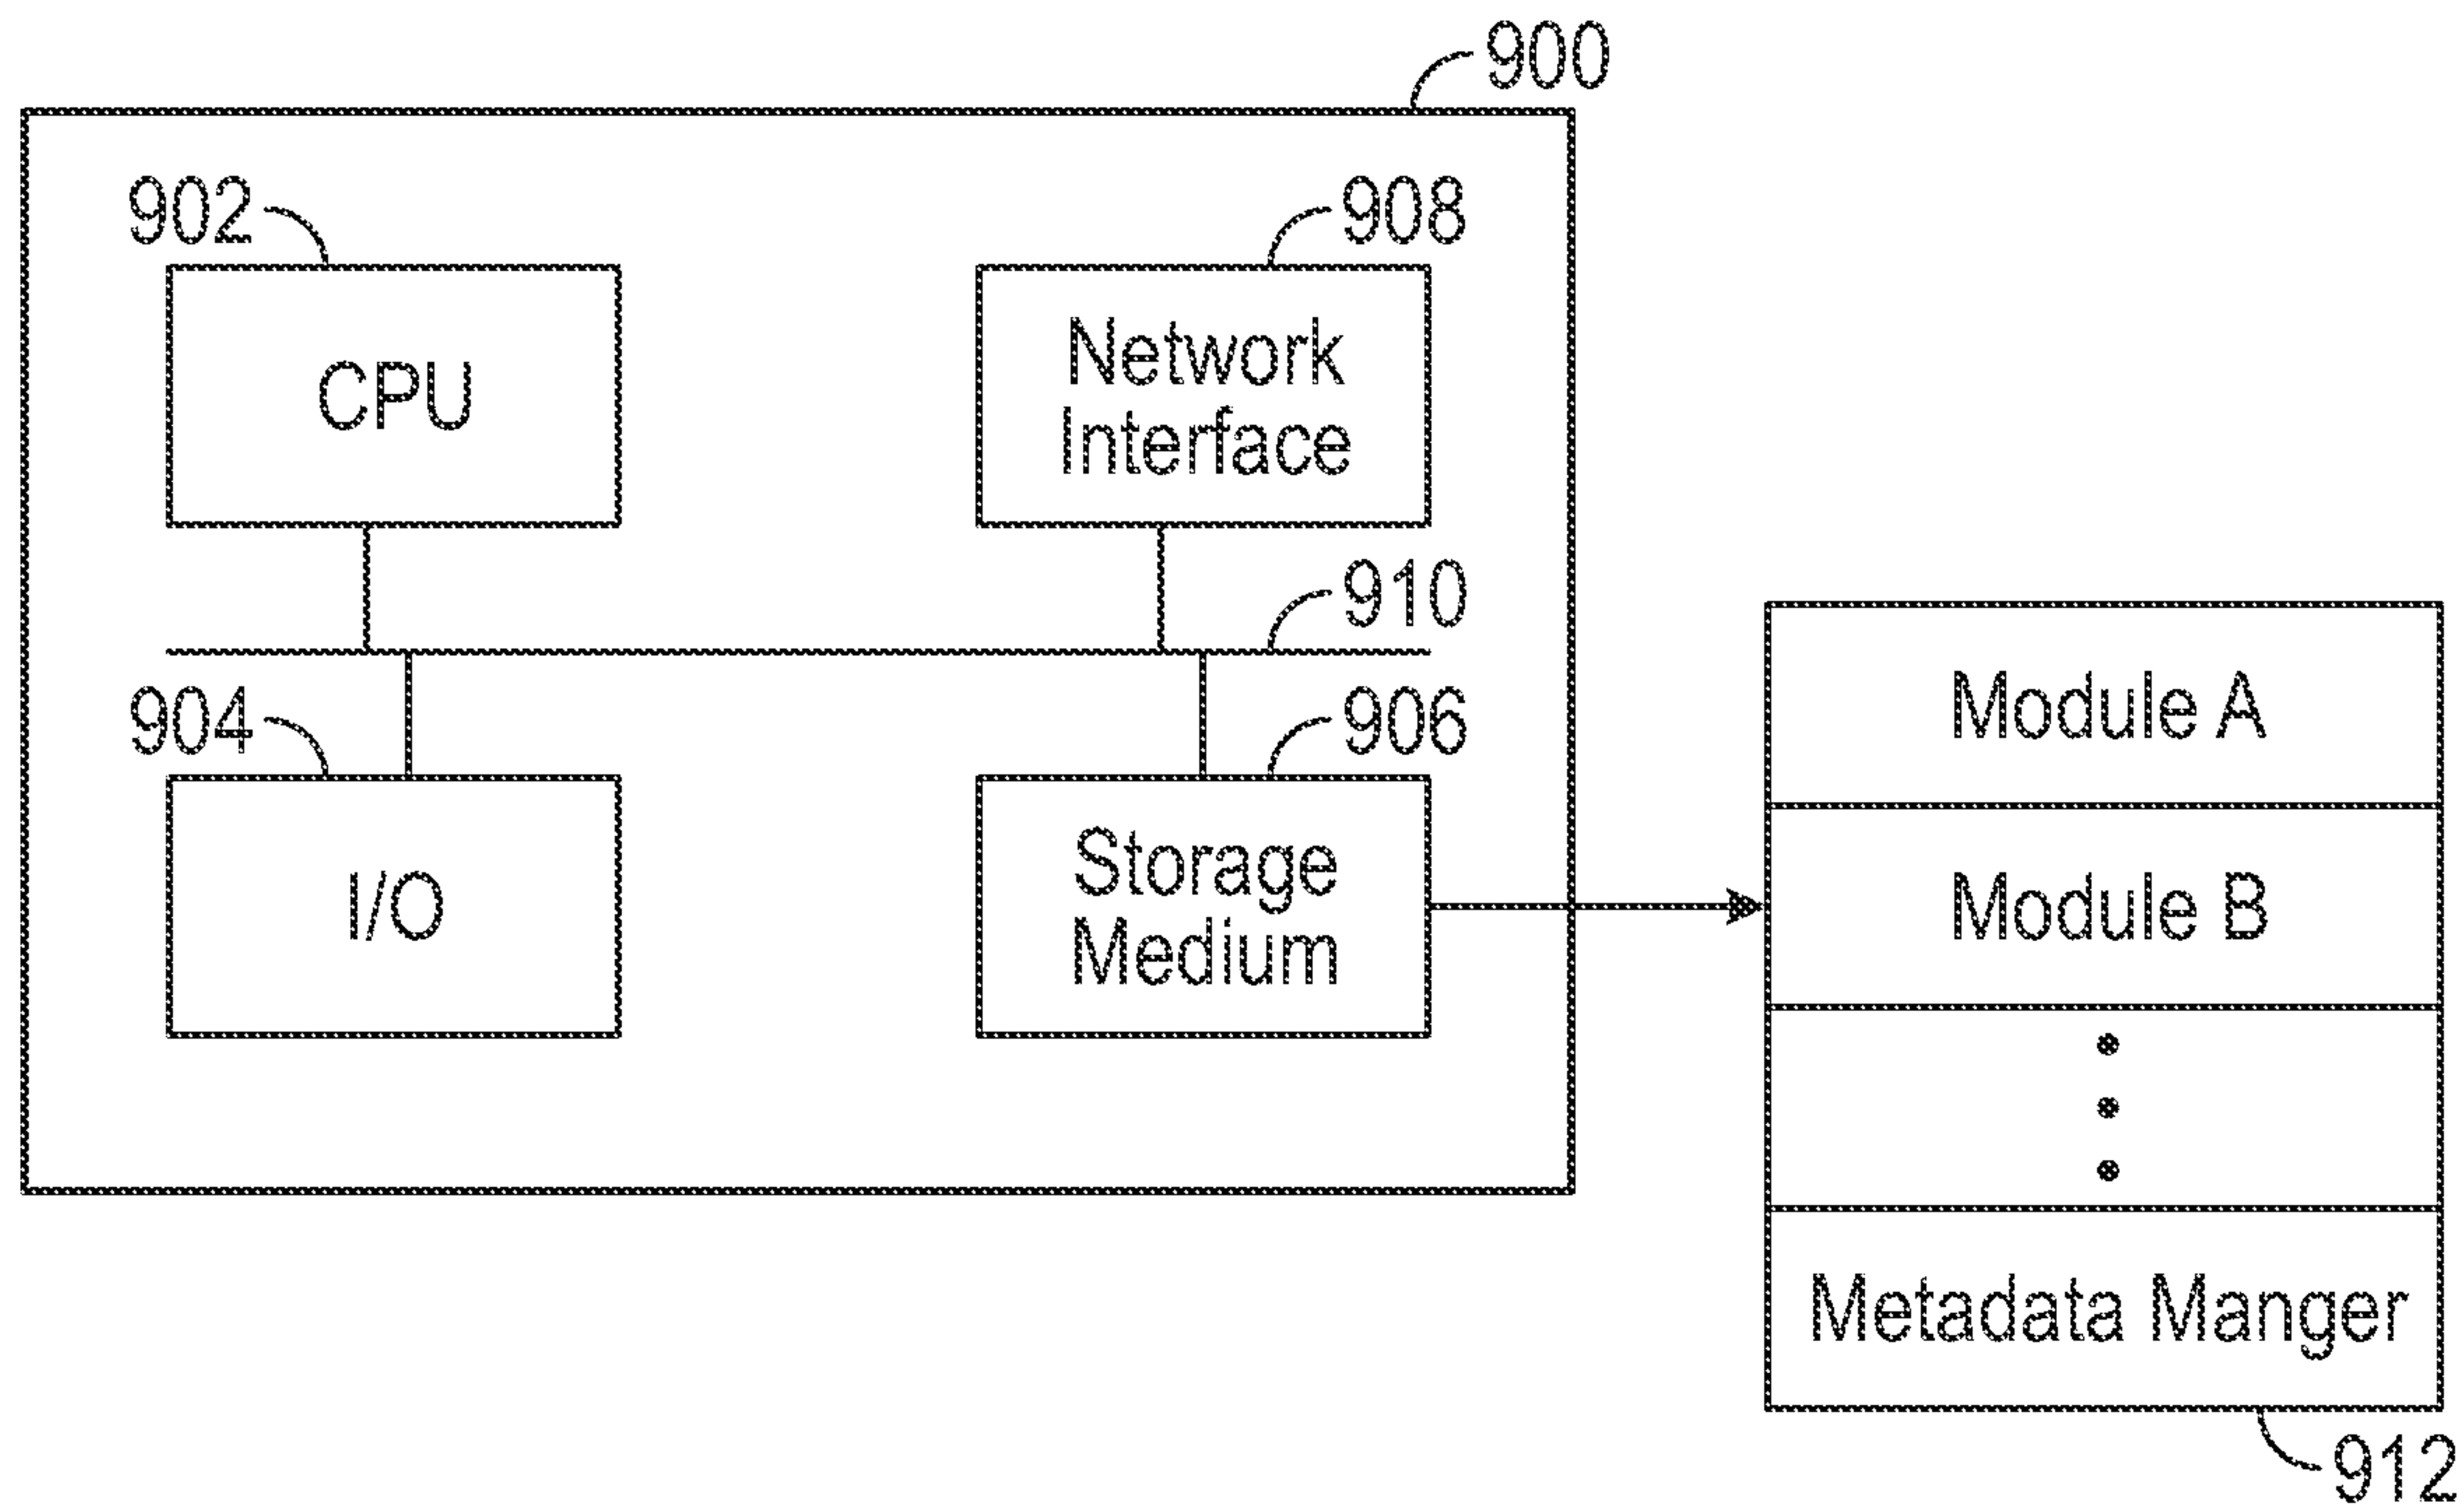 900
902
908
CPU
Network
Interface
910
904
906
I/O
Storage
Medium
Module A
Module B
Metadata Manger
912